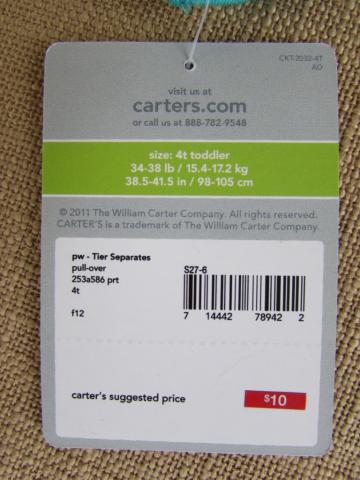 CKT-2032-4T
AO
visit us at
carters.com
or call us at 888-782-9548
size: 4t toddler
34-38 lb / 15.4-17.2 kg
38.5-41.5 in / 98-105 cm
© 2011 The William Carter Company. All rights reserved.
CARTER'S is a trademark of The William Carter Company.
pw - Tier Separates
pull-over
253a586 prt
4t
f12
S27-6
7 14442 78942 2
carter's suggested price
$10